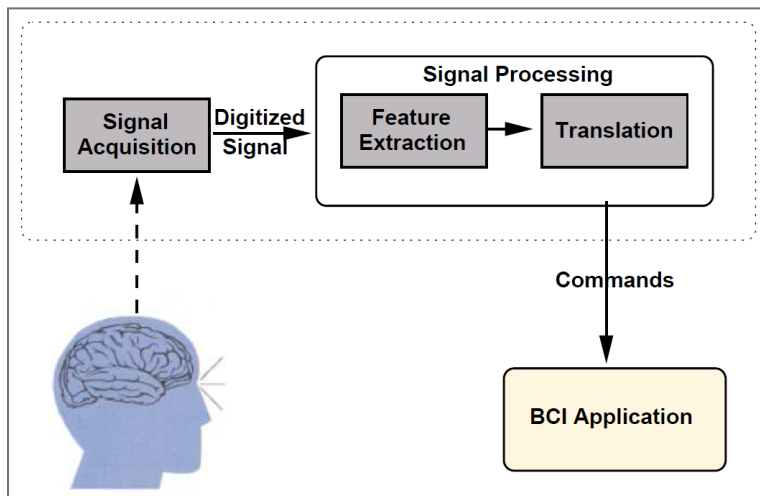 Signal Processing
Signal
Acquisition
Digitized
Signal
Feature
Extraction
Translation
Commands
BCI Application